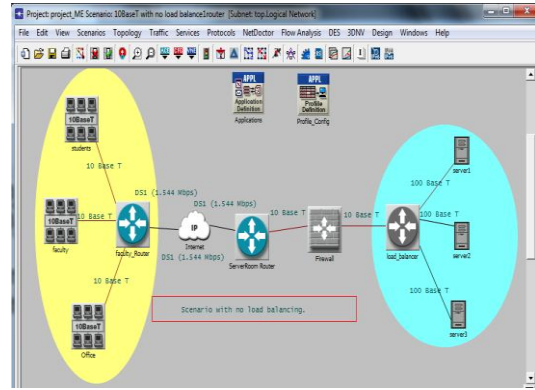 Project: project_ME Scenario: 10BaseT with no load balance1router [Subnet: top.Logical Network]
File Edit View Scenarios Topology Traffic Services Protocols NetDoctor Flow Analysis DES 3DNV Design Windows Help
APPL
Application
Definition
Applications
APPL
Profile
Definition
Profile_Config
10BaseT
students
10 Base T
10BaseT
faculty
10 Base T
10BaseT
Office
10 Base T
faculty_Router
DS1 (1.544 Mbps)
DS1 (1.544 Mbps)
IP
Internet
DS1 (1.544 Mbps)
ServerRoom Router
10 Base T
Firewall
10 Base T
load_balancer
100 Base T
server1
100 Base T
server2
100 Base T
server3
Scenario with no load balancing.